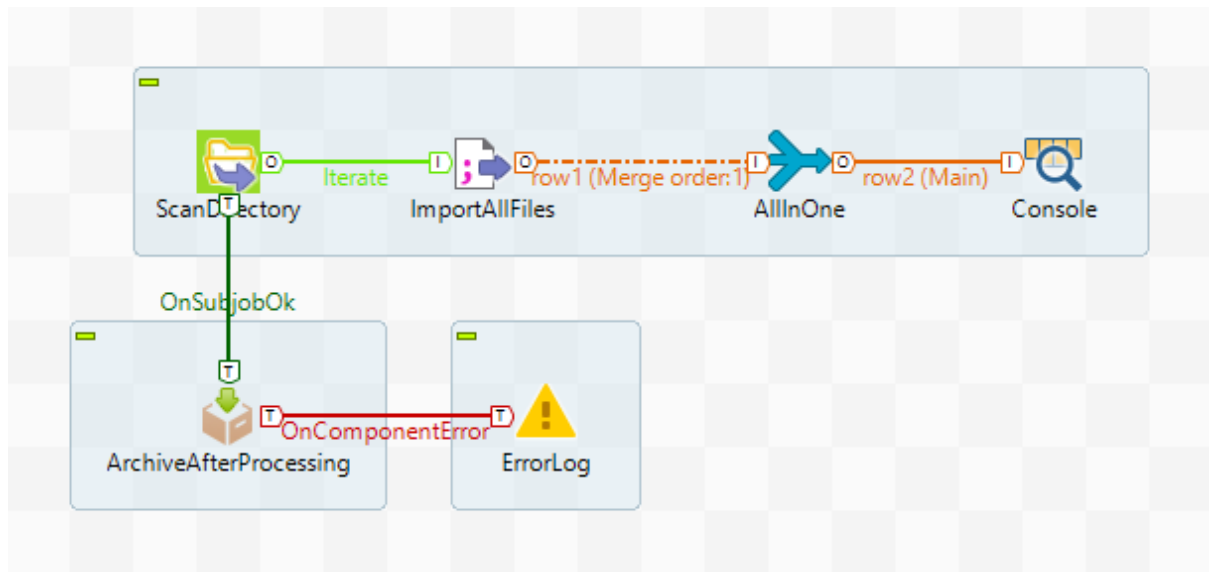 O
I
O
I
O
I
Iterate
row1 (Merge order:1)
row2 (Main)
;
T
ScanDirectory
ImportAllFiles
AllInOne
Console
OnSubjobOk
T
T
T
OnComponentError
ArchiveAfterProcessing
ErrorLog